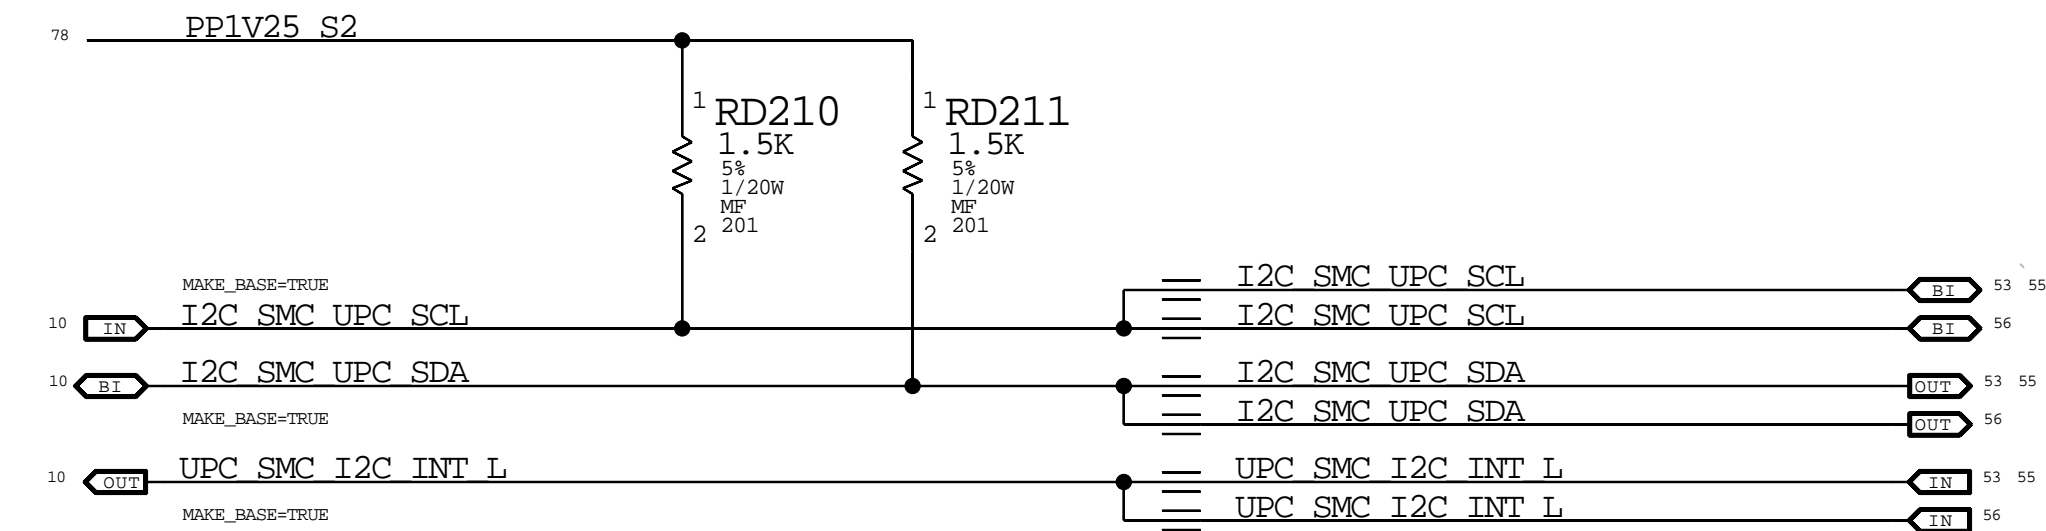 78 PP1V25_S2
1 RD210 1 RD211
1.5K 1.5K
5% 5%
1/20W 1/20W
MF MF
2 201 2 201
MAKE_BASE=TRUE I2C_SMC_UPC_SCL BI 53 55
10 IN I2C_SMC_UPC_SCL I2C_SMC_UPC_SCL BI 56
10 BI I2C_SMC_UPC_SDA I2C_SMC_UPC_SDA OUT 53 55
MAKE_BASE=TRUE I2C_SMC_UPC_SDA OUT 56
10 OUT UPC_SMC_I2C_INT_L UPC_SMC_I2C_INT_L IN 53 55
MAKE_BASE=TRUE UPC_SMC_I2C_INT_L IN 56